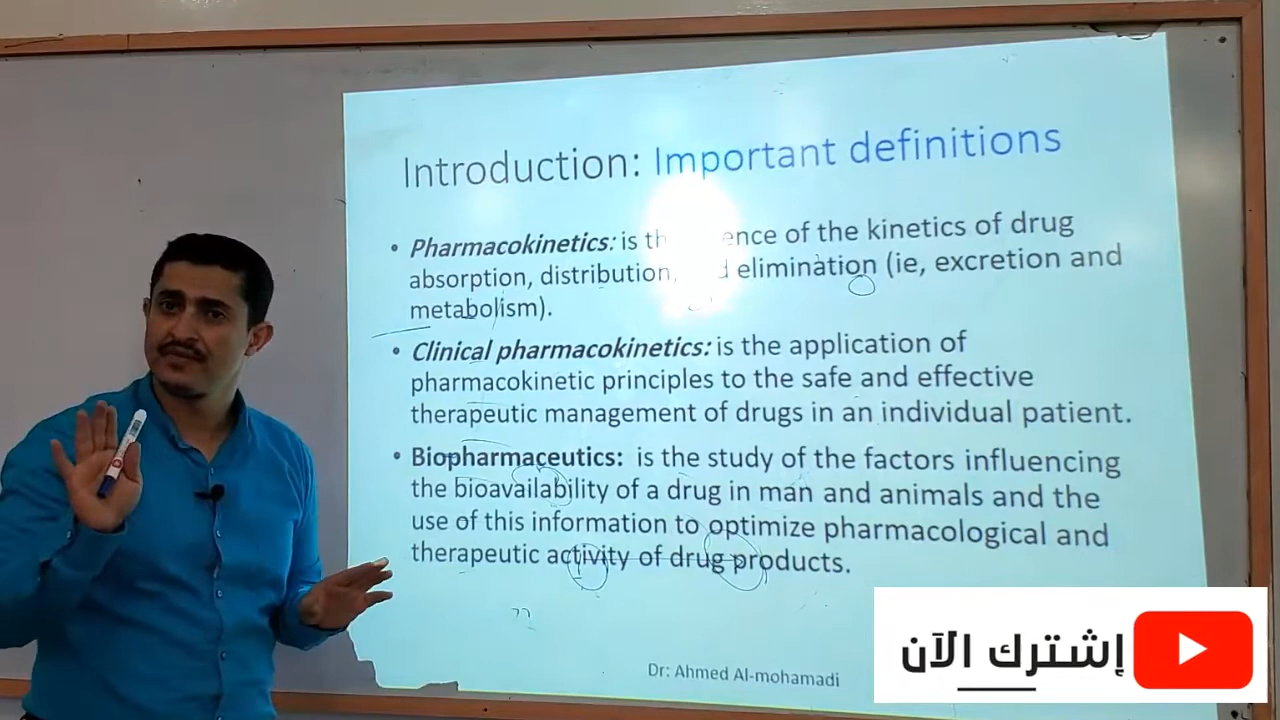 Introduction: Important definitions
• Pharmacokinetics: is th ence of the kinetics of drug
absorption, distribution, elimination (ie, excretion and
metabolism).
• Clinical pharmacokinetics: is the application of
pharmacokinetic principles to the safe and effective
therapeutic management of drugs in an individual patient.
• Biopharmaceutics: is the study of the factors influencing
the bioavailability of a drug in man and animals and the
use of this information to optimize pharmacological and
therapeutic activity of drug products.
Dr: Ahmed Al-mohamadi
إشترك الآن